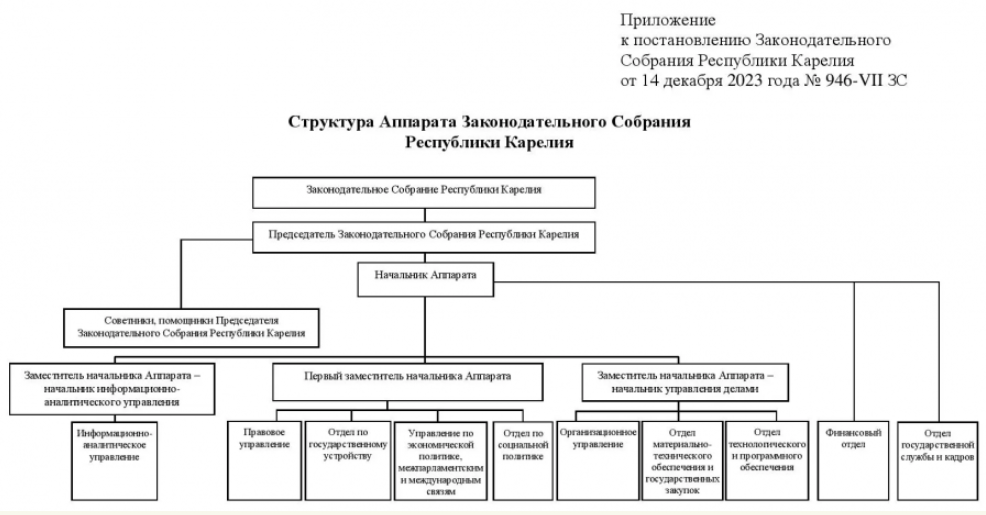 Приложение
к постановлению Законодательного
Собрания Республики Карелия
от 14 декабря 2023 года № 946-VII ЗС
Структура Аппарата Законодательного Собрания
Республики Карелия
Законодательное Собрание Республики Карелия
Председатель Законодательного Собрания Республики Карелия
Начальник Аппарата
Советники, помощники Председателя
Законодательного Собрания Республики Карелия
Заместитель начальника Аппарата –
начальник информационно-
аналитического управления
Первый заместитель начальника Аппарата
Заместитель начальника Аппарата –
начальник управления делами
Информационно-
аналитическое
управление
Правовое
управление
Отдел по
государственному
устройству
Управление по
экономической
политике,
межпарламентским
и международным
связям
Отдел по
социальной
политике
Организационное
управление
Отдел
материально-
технического
обеспечения и
государственных
закупок
Отдел
технологического
и программного
обеспечения
Финансовый
отдел
Отдел
государственной
службы и кадров